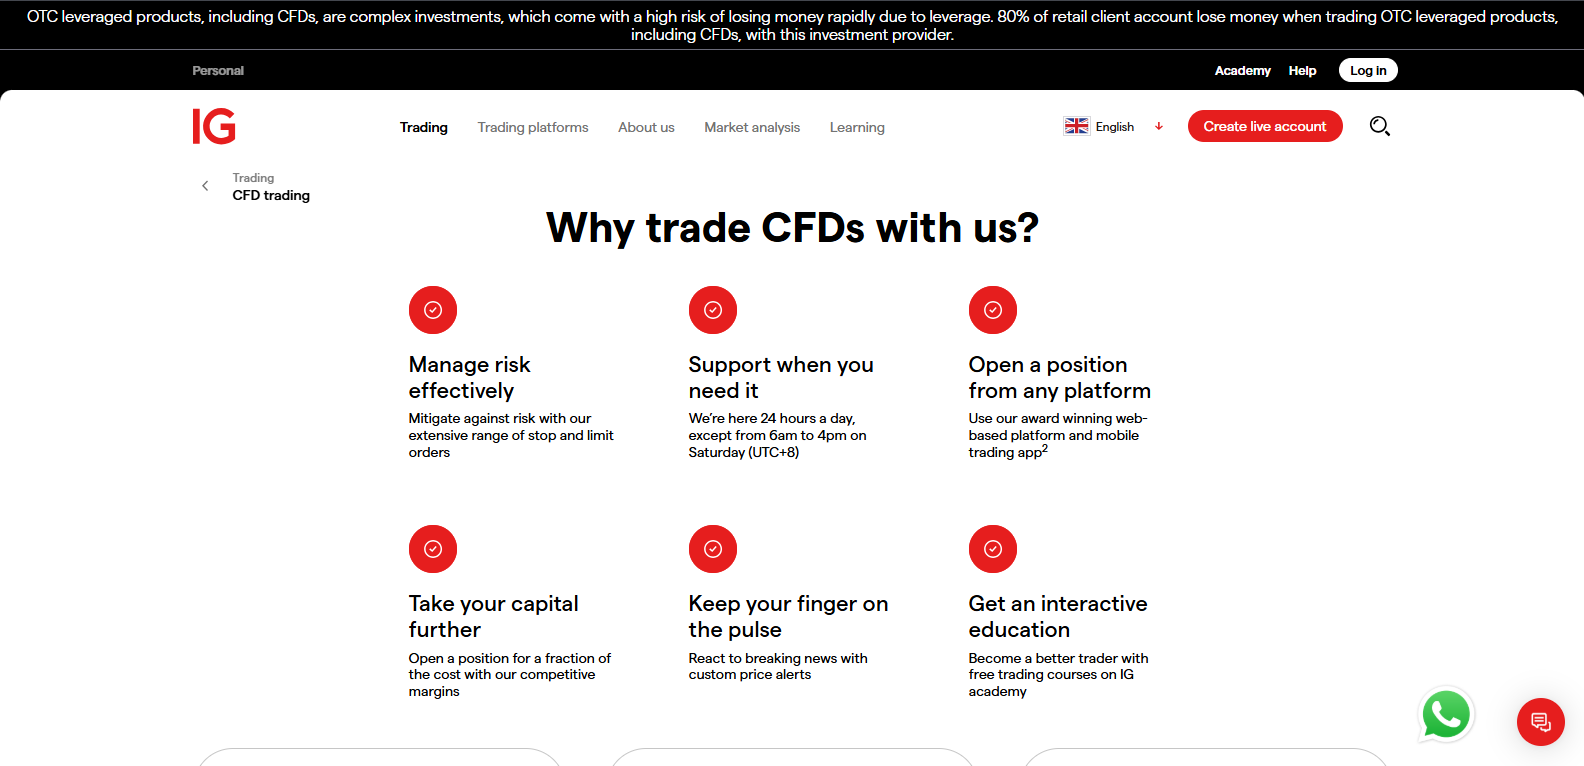 OTC leveraged products, including CFDs, are complex investments, which come with a high risk of losing money rapidly due to leverage. 80% of retail client account lose money when trading OTC leveraged products,
including CFDs, with this investment provider.
Personal
Academy
Help
Log in
IG
Trading
Trading platforms
About us
Market analysis
Learning
English
Create live account
Trading
CFD trading
Why trade CFDs with us?
Manage risk
effectively
Mitigate against risk with our
extensive range of stop and limit
orders
Support when you
need it
We're here 24 hours a day,
except from 6am to 4pm on
Saturday (UTC+8)
Open a position
from any platform
Use our award winning web-
based platform and mobile
trading app2
Take your capital
further
Open a position for a fraction of
the cost with our competitive
margins
Keep your finger on
the pulse
React to breaking news with
custom price alerts
Get an interactive
education
Become a better trader with
free trading courses on IG
academy